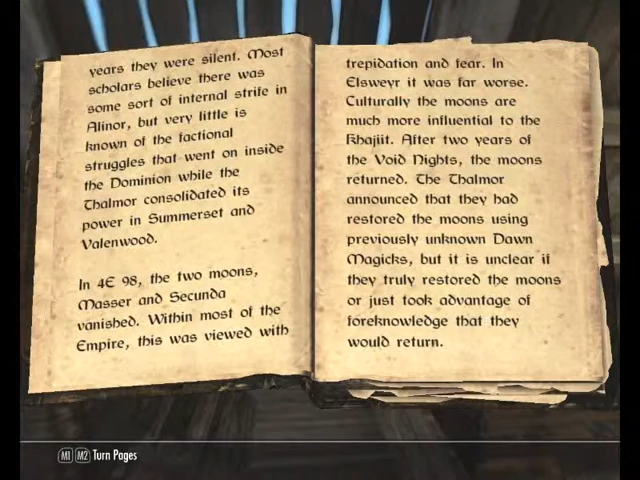 years they were silent. Most
scholars believe there was
some sort of internal strife in
Alinor, but very little is
known of the factional
struggles that went on inside
the Dominion while the
Thalmor consolidated its
power in Summerset and
Valenwood.
In 4E 98, the two moons,
Masser and Secunda
vanished. Within most of the
Empire, this was viewed with
trepidation and fear. In
Elsweyr it was far worse.
Culturally the moons are
much more influential to the
Khajiit. After two years of
the Void Nights, the moons
returned. The Thalmor
announced that they had
restored the moons using
previously unknown Dawn
Magicks, but it is unclear if
they truly restored the moons
or just took advantage of
foreknowledge that they
would return.
M1 M2 Turn Pages